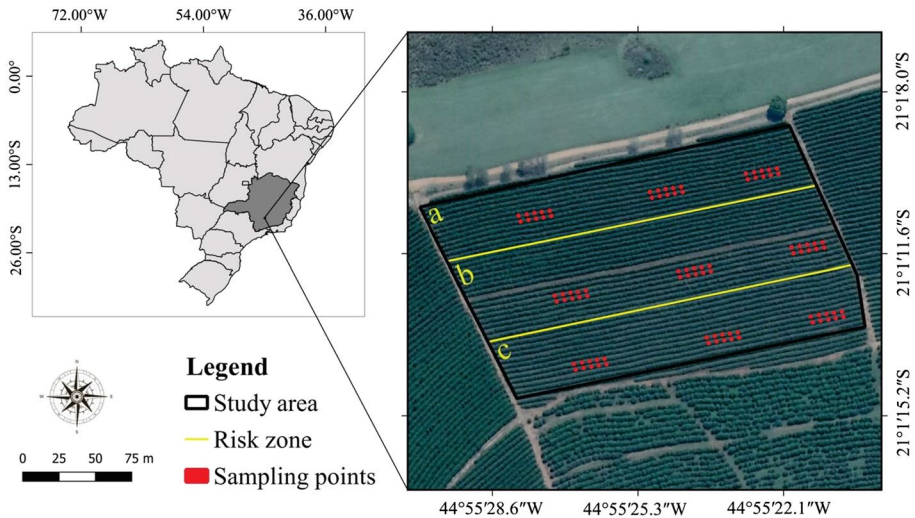 72.00°W 54.00°W 36.00°W
0.00°
13.00°S
26.00°S
21°1'8.0"S
21°1'11.6"S
21°1'15.2"S
a
b
c
44°55'28.6"W 44°55'25.3"W 44°55'22.1"W
Legend
Study area
Risk zone
Sampling points
N
W E
S
0 25 50 75 m